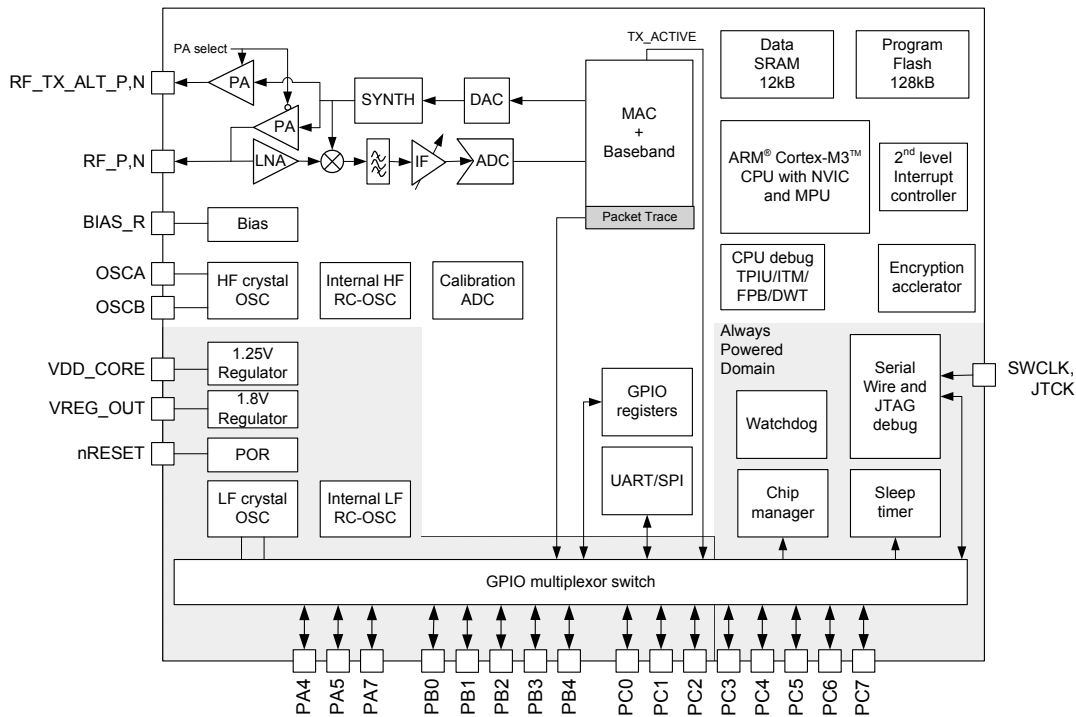 TX_ACTIVE
PA select
Data
SRAM
12kB
Program
Flash
128kB
RF_TX_ALT_P,N
PA
SYNTH
DAC
MAC
+
Baseband
PA
RF_P,N
LNA
IF
ADC
ARM® Cortex-M3™
CPU with NVIC
and MPU
2nd level
Interrupt
controller
Packet Trace
BIAS_R
Bias
OSCA
OSCB
HF crystal
OSC
Internal HF
RC-OSC
Calibration
ADC
CPU debug
TPIU/ITM/
FPB/DWT
Encryption
acclerator
Always
Powered
Domain
VDD_CORE
1.25V
Regulator
VREG_OUT
1.8V
Regulator
nRESET
POR
LF crystal
OSC
Internal LF
RC-OSC
GPIO
registers
UART/SPI
Watchdog
Serial
Wire and
JTAG
debug
SWCLK,
JTCK
Chip
manager
Sleep
timer
GPIO multiplexor switch
PA4
PA5
PA7
PB0
PB1
PB2
PB3
PB4
PC0
PC1
PC2
PC3
PC4
PC5
PC6
PC7